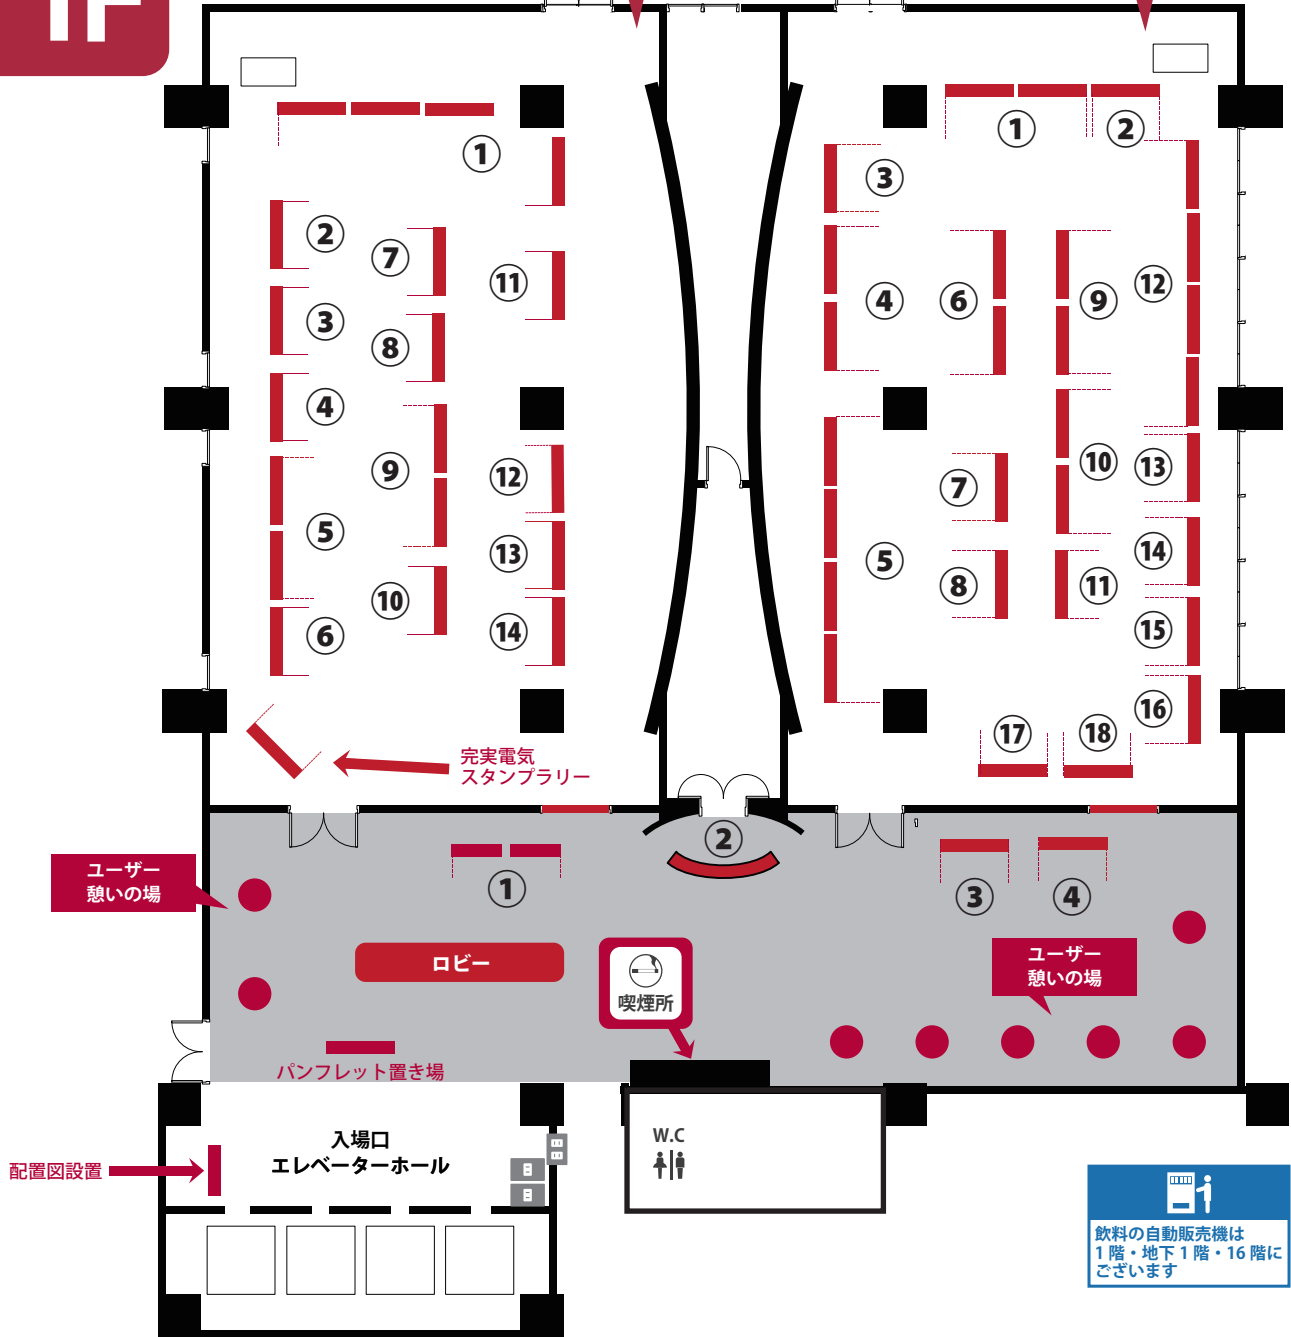 1F
①
②
③
④
⑤
⑥
⑦
⑧
⑨
⑩
⑪
⑫
⑬
⑭
完実電気
スタンプラリー
①
②
③
④
⑤
⑥
⑦
⑧
⑨
⑩
⑪
⑫
⑬
⑭
⑮
⑯
⑰
⑱
①
②
③
④
ユーザー
憩いの場
ロビー
喫煙所
ユーザー
憩いの場
パンフレット置き場
入場口
エレベーターホール
配置図設置
W.C
飲料の自動販売機は
1階・地下1階・16階に
ございます